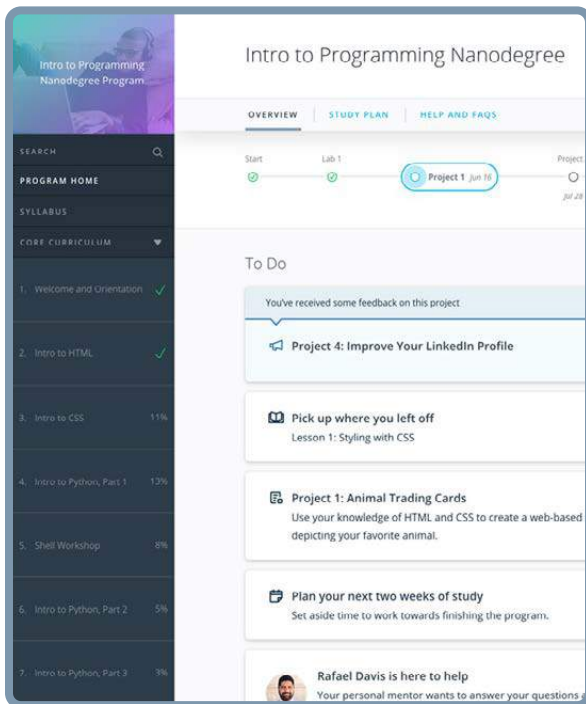 Intro to Programming
Nanodegree Program
SEARCH
PROGRAM HOME
SYLLABUS
CORE CURRICULUM
1. Welcome and Orientation
2. Intro to HTML
3. Intro to CSS 11%
4. Intro to Python, Part 1 13%
5. Shell Workshop 8%
6. Intro to Python, Part 2 5%
7. Intro to Python, Part 3 3%
Intro to Programming Nanodegree
OVERVIEW STUDY PLAN HELP AND FAQS
Start Lab 1 Project 1 Jun 16 Project
Jul 28
To Do
You've received some feedback on this project
Project 4: Improve Your LinkedIn Profile
Pick up where you left off
Lesson 1: Styling with CSS
Project 1: Animal Trading Cards
Use your knowledge of HTML and CSS to create a web-based
depicting your favorite animal.
Plan your next two weeks of study
Set aside time to work towards finishing the program.
Rafael Davis is here to help
Your personal mentor wants to answer your questions